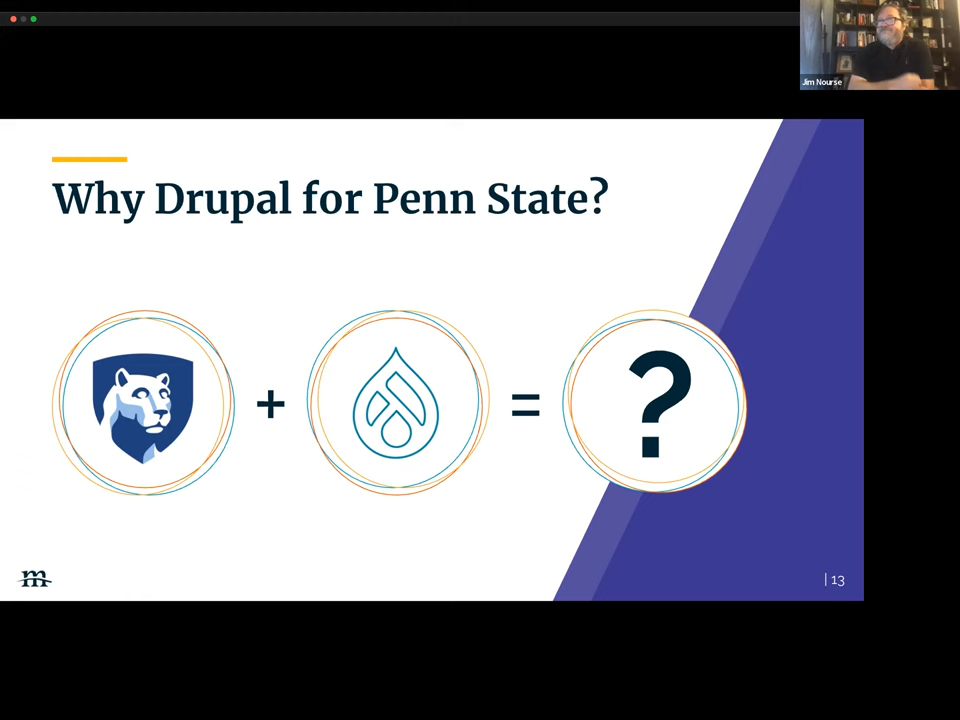 Jim Nourse
Why Drupal for Penn State?
+
=
?
m
| 13